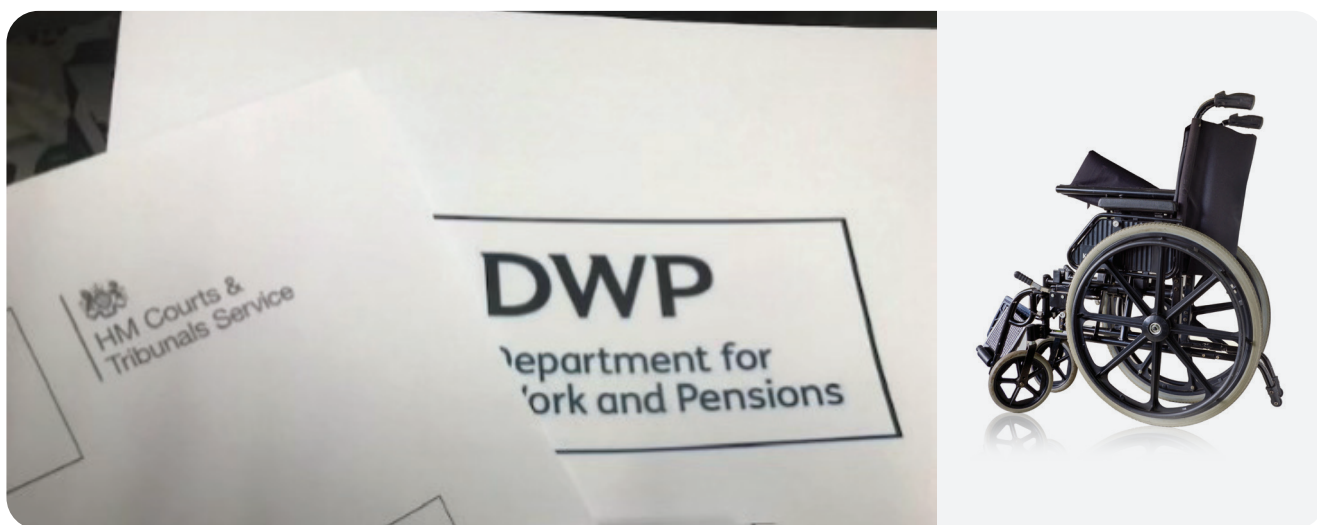 HM Courts &
Tribunals Service
DWP
epartment for
ork and Pensions